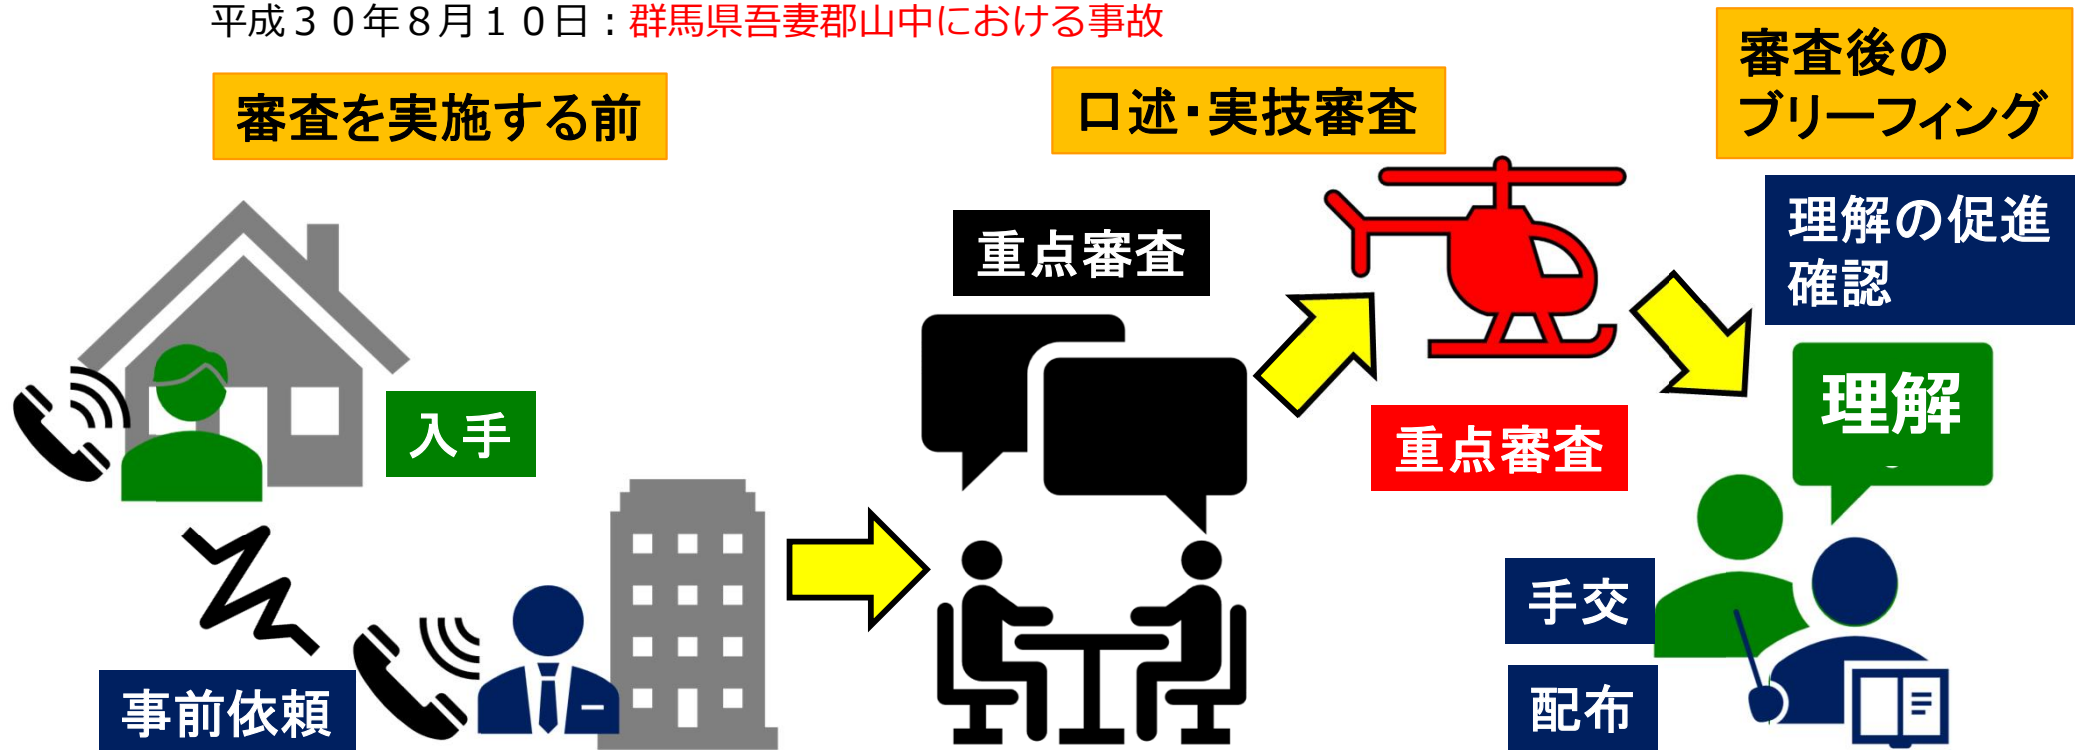 平成３０年８月１０日：群馬県吾妻郡山中における事故
審査を実施する前
入手
事前依頼
口述・実技審査
重点審査
重点審査
審査後の
ブリーフィング
理解の促進
確認
理解
手交
配布